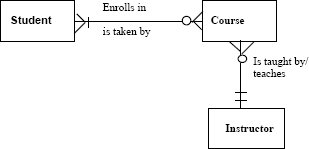 Enrolls in
Student
Course
is taken by
Is taught by/
teaches
Instructor